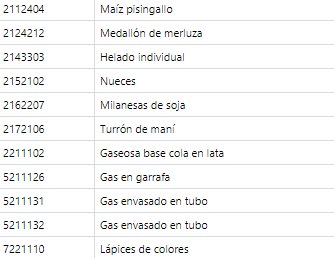 2112404 Maíz pisingallo
2124212 Medallón de merluza
2143303 Helado individual
2152102 Nueces
2162207 Milanesas de soja
2172106 Turrón de maní
2211102 Gaseosa base cola en lata
5211126 Gas en garrafa
5211131 Gas envasado en tubo
5211132 Gas envasado en tubo
7221110 Lápices de colores